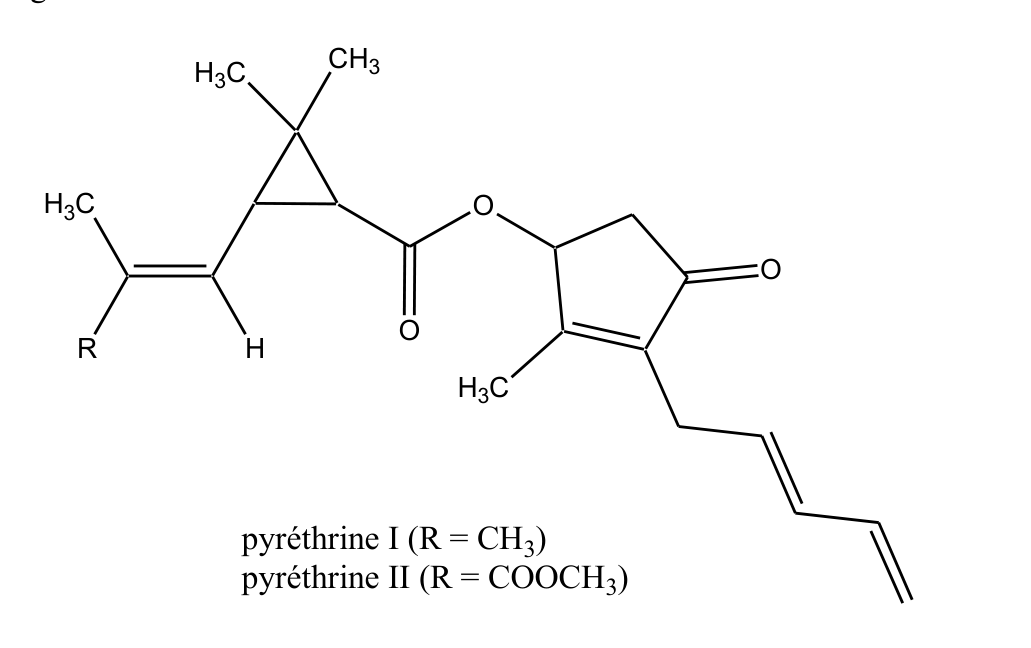 H3C
CH3
H3C
O
O
O
R
H
H3C
pyréthrine I (R = CH3)
pyréthrine II (R = COOCH3)